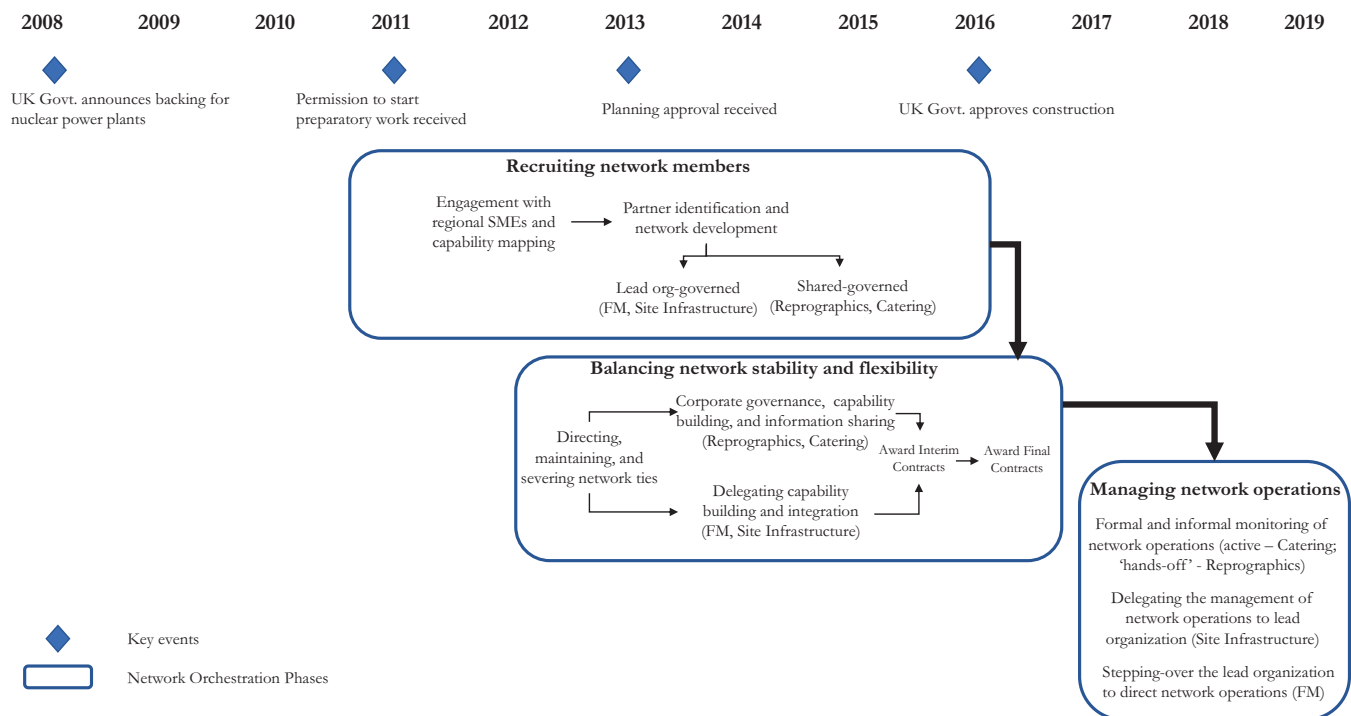 2008 2009 2010 2011 2012 2013 2014 2015 2016 2017 2018 2019
UK Govt. announces backing for
nuclear power plants
Permission to start
preparatory work received
Planning approval received
UK Govt. approves construction
Recruiting network members
Engagement with
regional SMEs and
capability mapping
Partner identification and
network development
Lead org-governed
(FM, Site Infrastructure)
Shared-governed
(Reprographics, Catering)
Balancing network stability and flexibility
Directing,
maintaining, and
severing network ties
Corporate governance, capability
building, and information sharing
(Reprographics, Catering)
Delegating capability
building and integration
(FM, Site Infrastructure)
Award Interim
Contracts
Award Final
Contracts
Managing network operations
Formal and informal monitoring of
network operations (active – Catering;
‘hands-off’ - Reprographics)
Delegating the management of
network operations to lead
organization (Site Infrastructure)
Stepping-over the lead organization
to direct network operations (FM)
Key events
Network Orchestration Phases